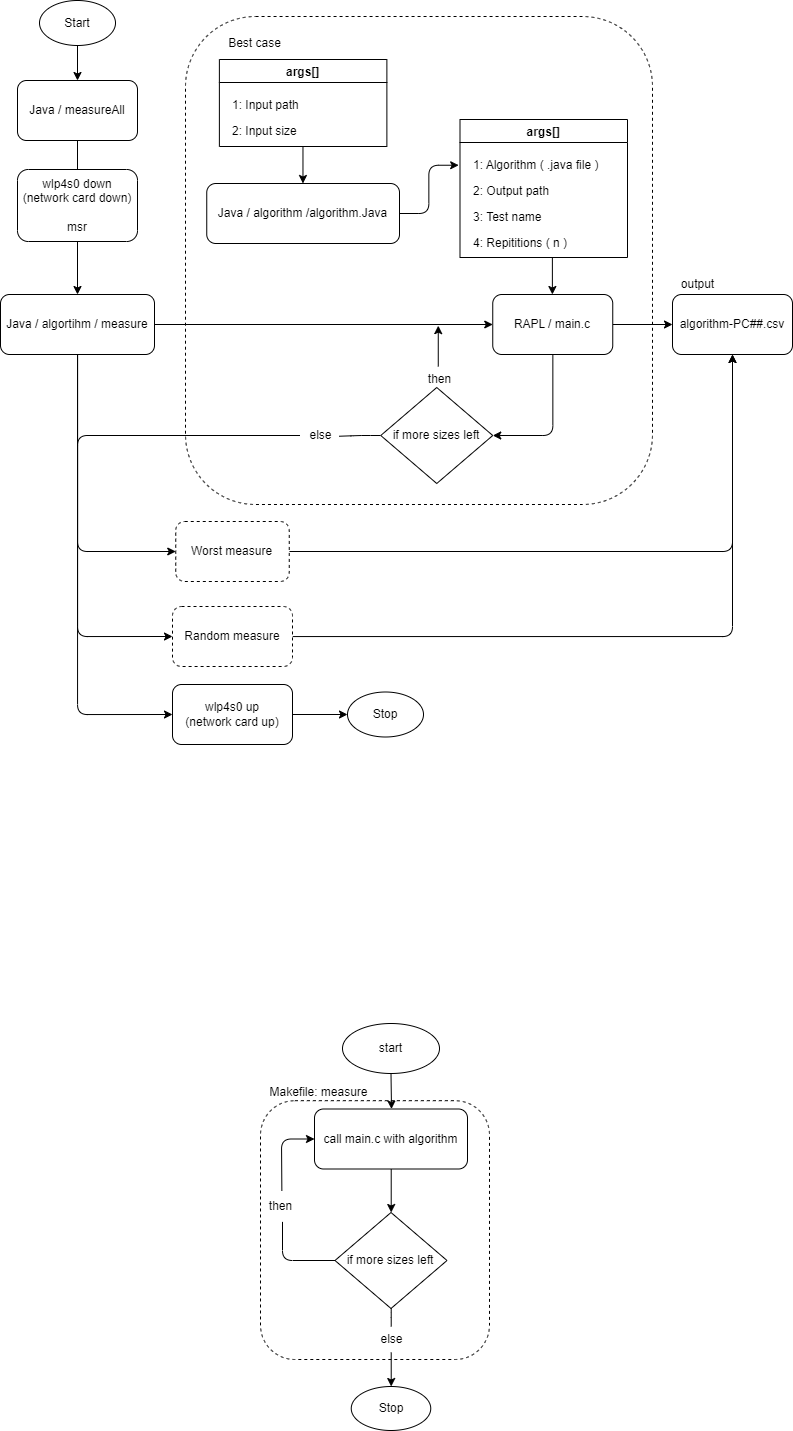 Start
Java / measureAll
wlp4s0 down
(network card down)
msr
Java / algortihm / measure
Best case
args[]
1: Input path
2: Input size
Java / algorithm /algorithm.Java
args[]
1: Algorithm ( .java file )
2: Output path
3: Test name
4: Repititions ( n )
RAPL / main.c
output
algorithm-PC##.csv
then
if more sizes left
else
Worst measure
Random measure
wlp4s0 up
(network card up)
Stop
start
Makefile: measure
call main.c with algorithm
then
if more sizes left
else
Stop